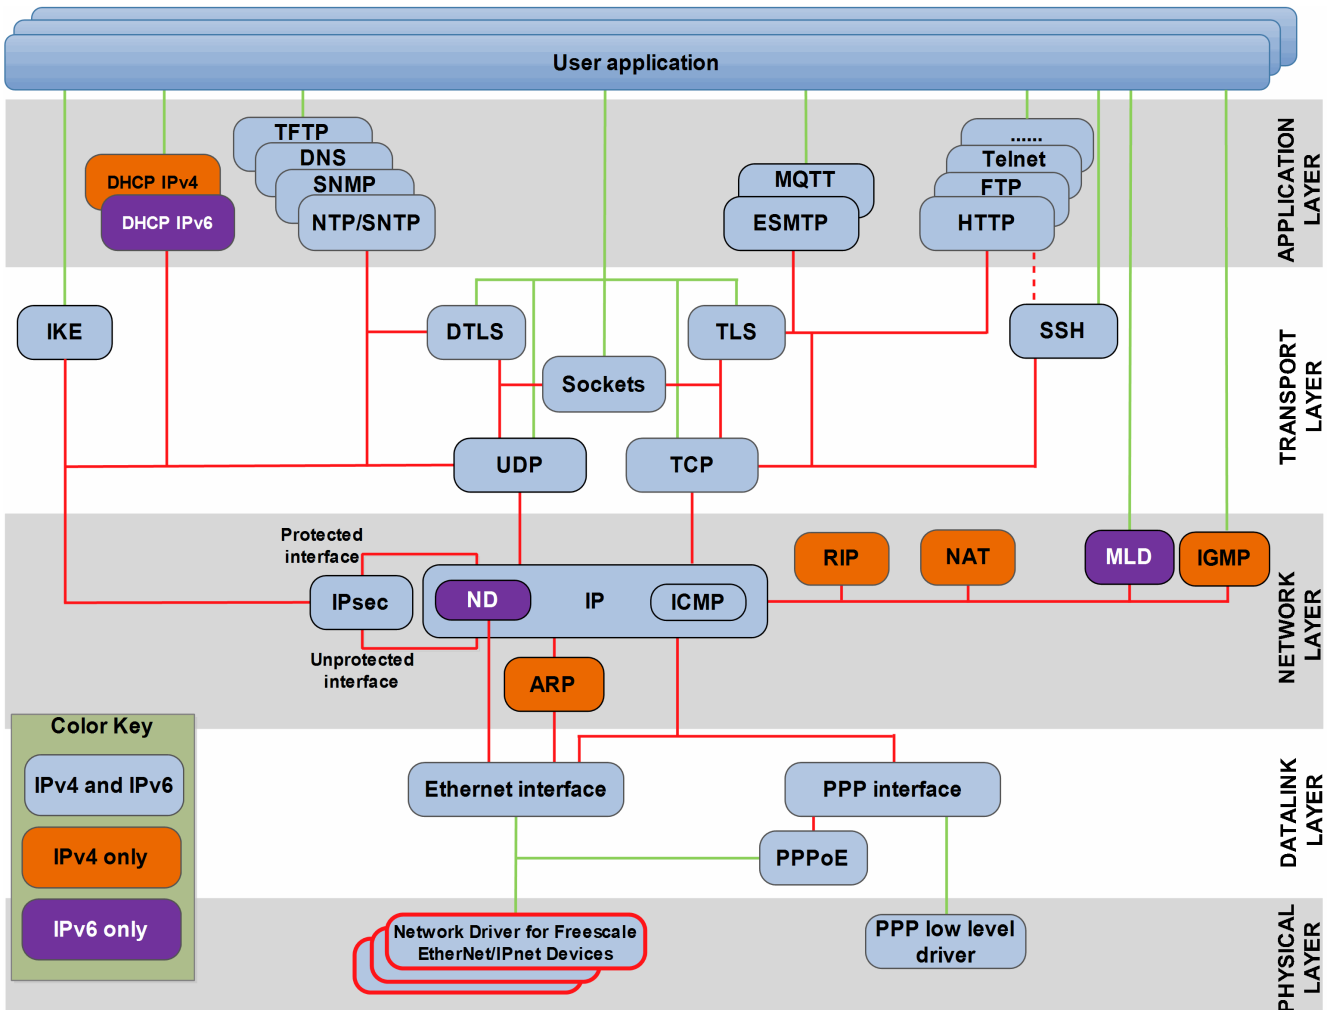 User application
APPLICATION
LAYER
TFTP
DNS
SNMP
NTP/SNTP
DHCP IPv4
DHCP IPv6
MQTT
ESMTP
......
Telnet
FTP
HTTP
TRANSPORT
LAYER
IKE
DTLS
TLS
SSH
Sockets
UDP
TCP
NETWORK
LAYER
Protected
interface
IPsec
Unprotected
interface
ND
IP
ICMP
RIP
NAT
MLD
IGMP
ARP
Color Key
IPv4 and IPv6
IPv4 only
IPv6 only
DATALINK
LAYER
Ethernet interface
PPP interface
PPPoE
PHYSICAL
LAYER
Network Driver for Freescale
EtherNet/IPnet Devices
PPP low level
driver